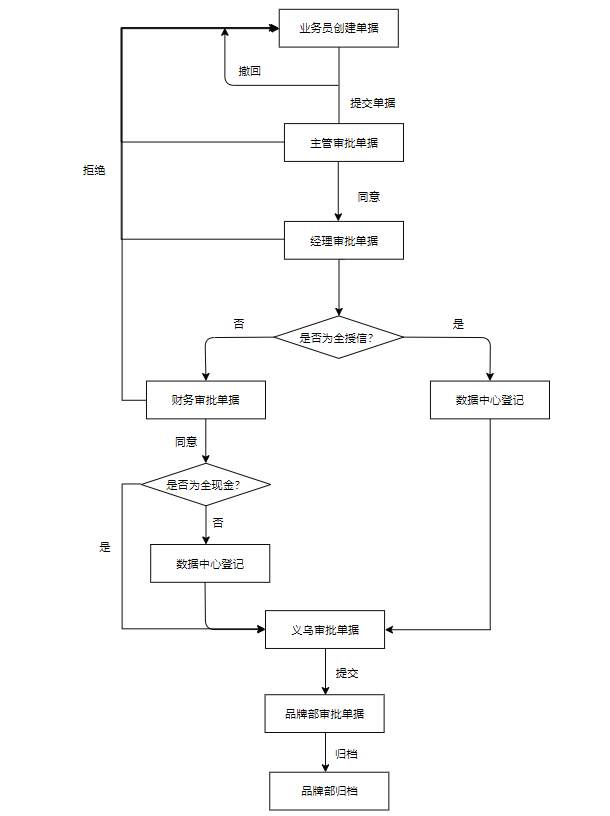 业务员创建单据
撤回
提交单据
主管审批单据
拒绝
同意
经理审批单据
否
是
是否为全授信？
财务审批单据
数据中心登记
同意
是否为全现金？
否
是
数据中心登记
义乌审批单据
提交
品牌部审批单据
归档
品牌部归档